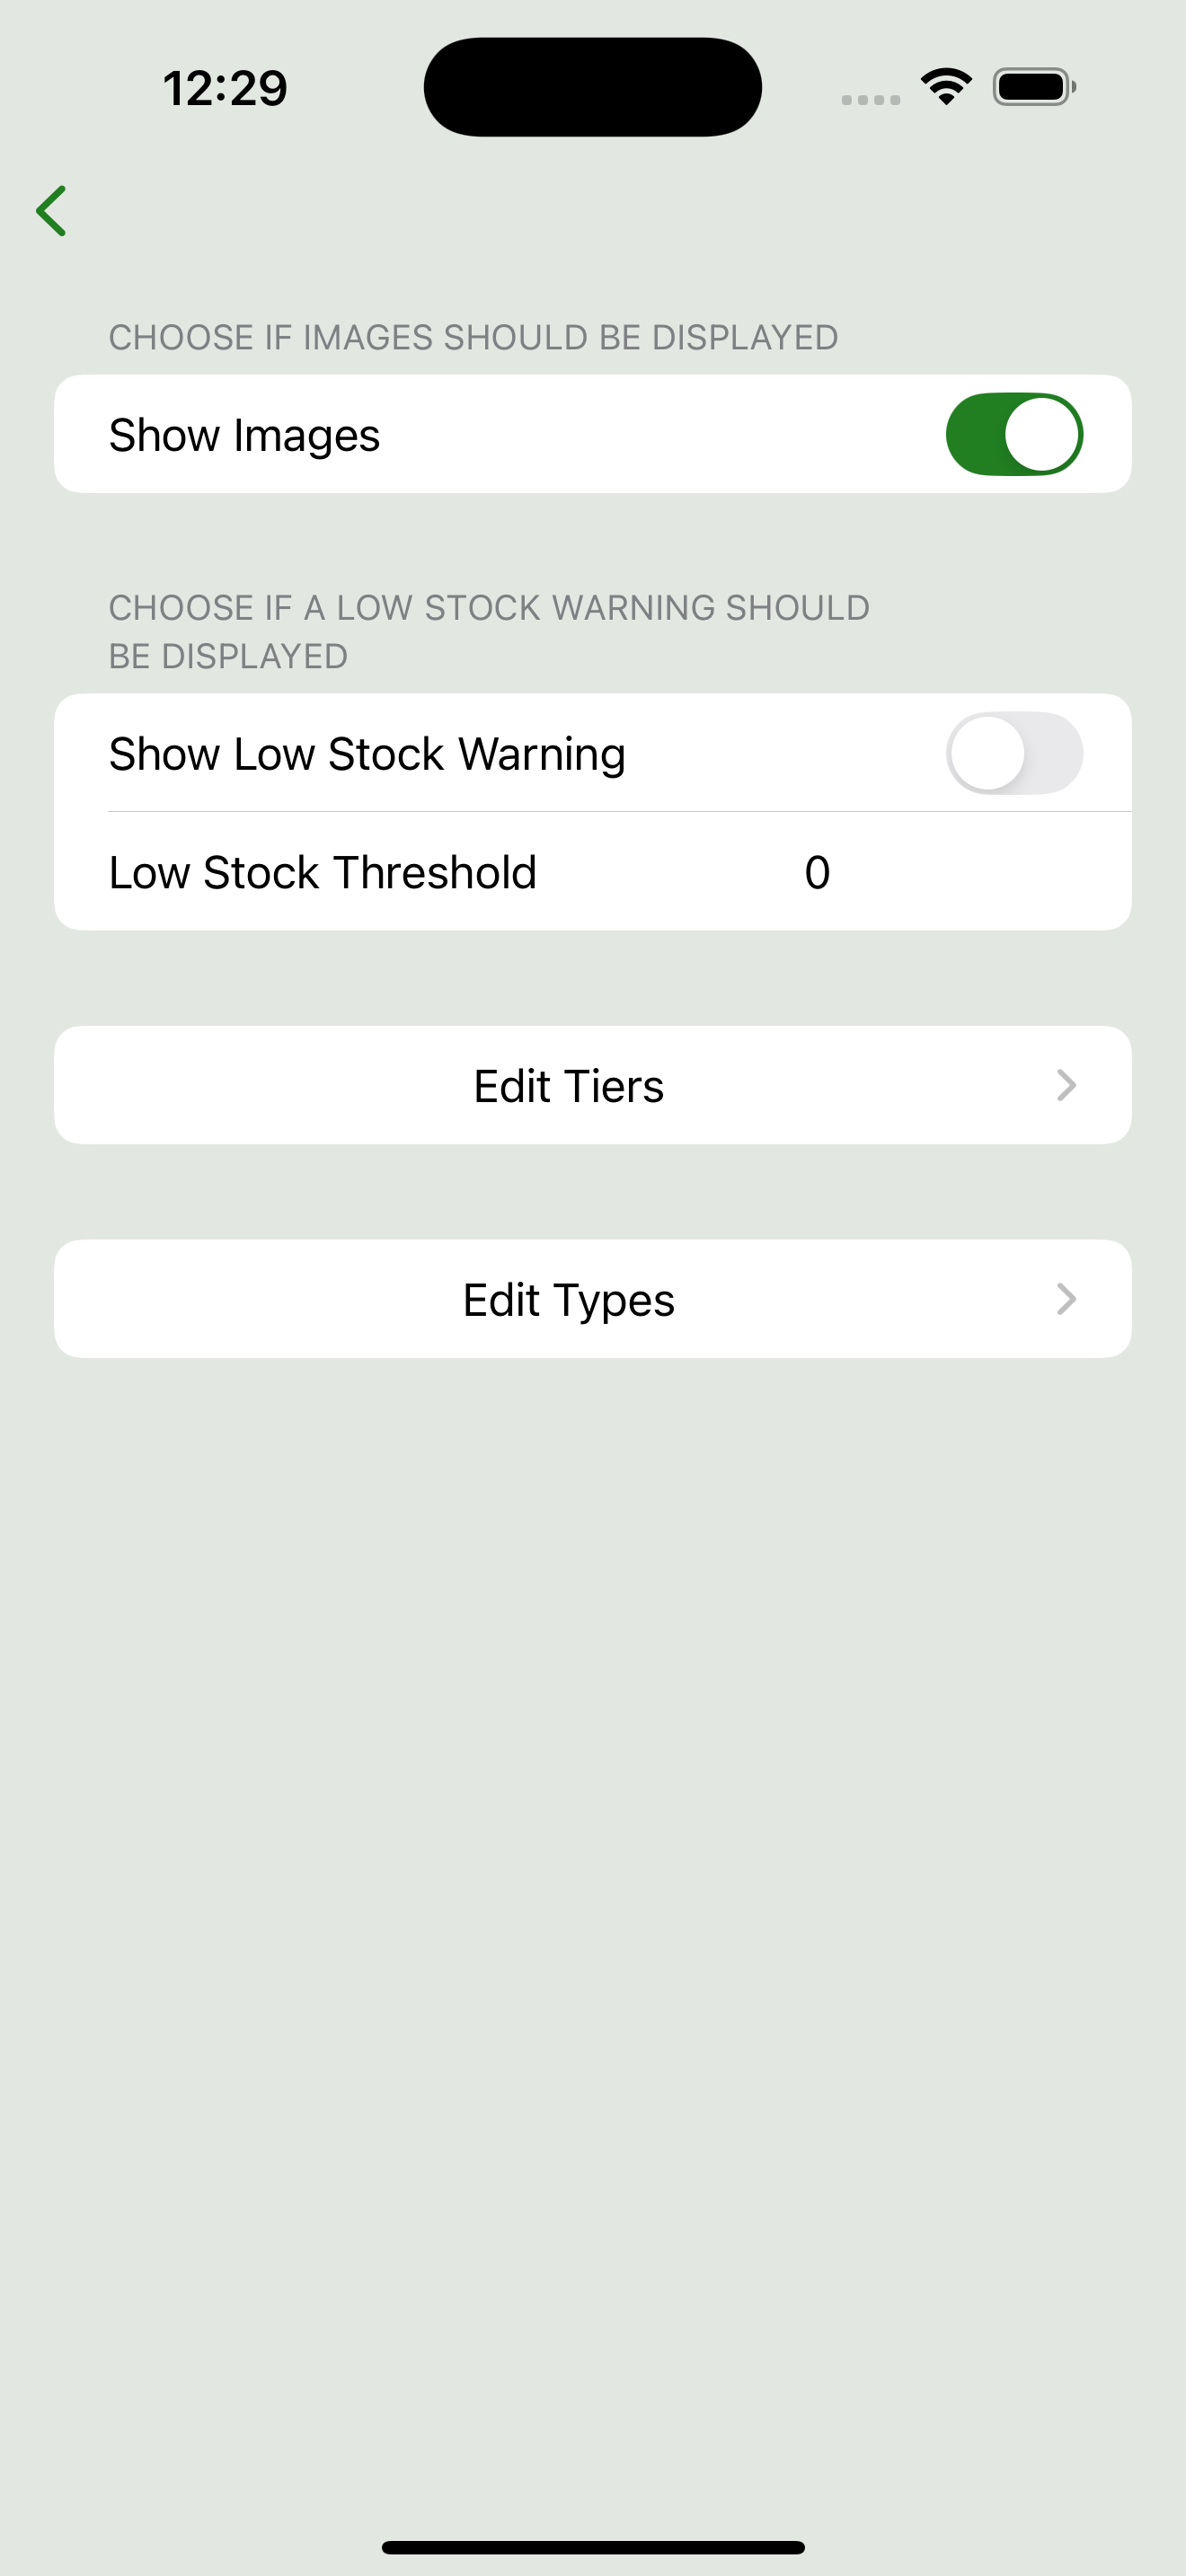 12:29
CHOOSE IF IMAGES SHOULD BE DISPLAYED
Show Images
CHOOSE IF A LOW STOCK WARNING SHOULD
BE DISPLAYED
Show Low Stock Warning
Low Stock Threshold 0
Edit Tiers
Edit Types